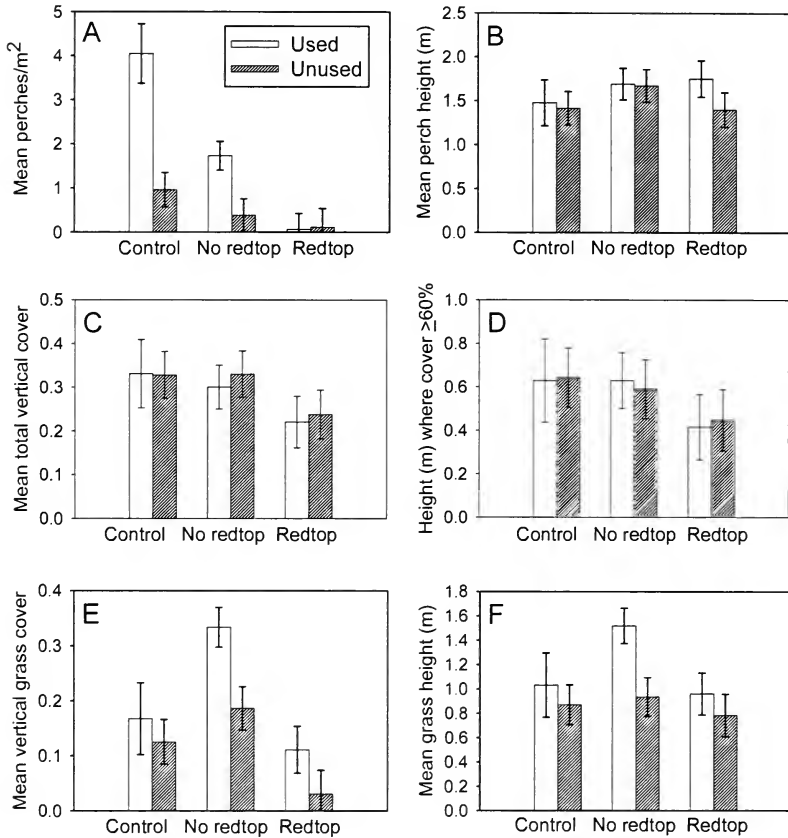 A
Mean perches/m²
5
4
3
2
1
0
Used
Unused
Control
No redtop
Redtop
B
Mean perch height (m)
2.5
2.0
1.5
1.0
0.5
0.0
Control
No redtop
Redtop
C
Mean total vertical cover
0.5
0.4
0.3
0.2
0.1
0.0
Control
No redtop
Redtop
D
Height (m) where cover ≥60%
1.0
0.8
0.6
0.4
0.2
0.0
Control
No redtop
Redtop
E
Mean vertical grass cover
0.4
0.3
0.2
0.1
0.0
Control
No redtop
Redtop
F
Mean grass height (m)
1.8
1.6
1.4
1.2
1.0
0.8
0.6
0.4
0.2
0.0
Control
No redtop
Redtop